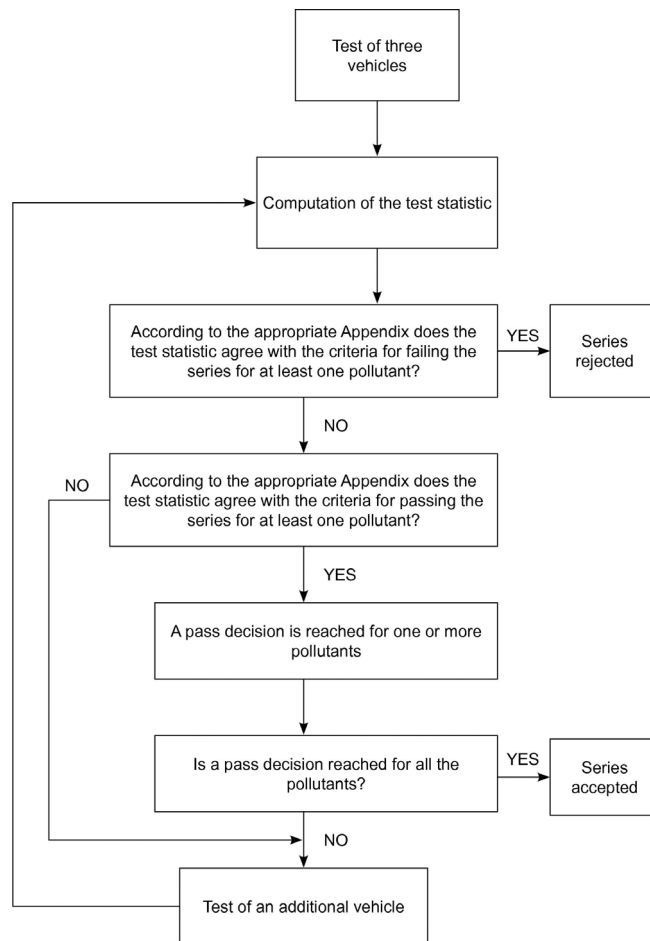 Test of three
vehicles
Computation of the test statistic
According to the appropriate Appendix does the
test statistic agree with the criteria for failing the
series for at least one pollutant?
YES
Series
rejected
NO
According to the appropriate Appendix does the
test statistic agree with the criteria for passing the
series for at least one pollutant?
NO
YES
A pass decision is reached for one or more
pollutants
Is a pass decision reached for all the
pollutants?
YES
Series
accepted
NO
Test of an additional vehicle